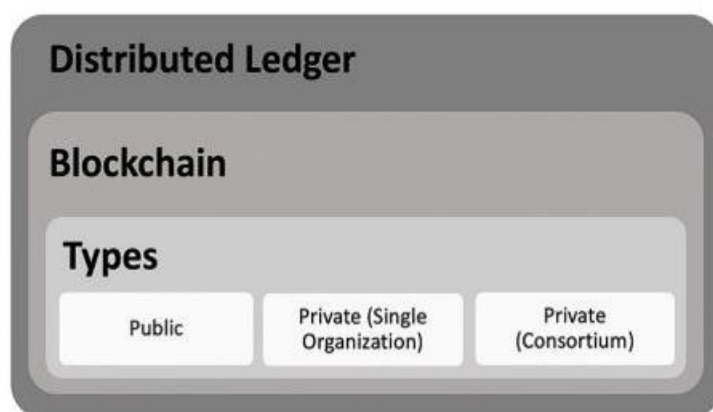 Distributed Ledger
Blockchain
Types
Public
Private (Single
Organization)
Private
(Consortium)